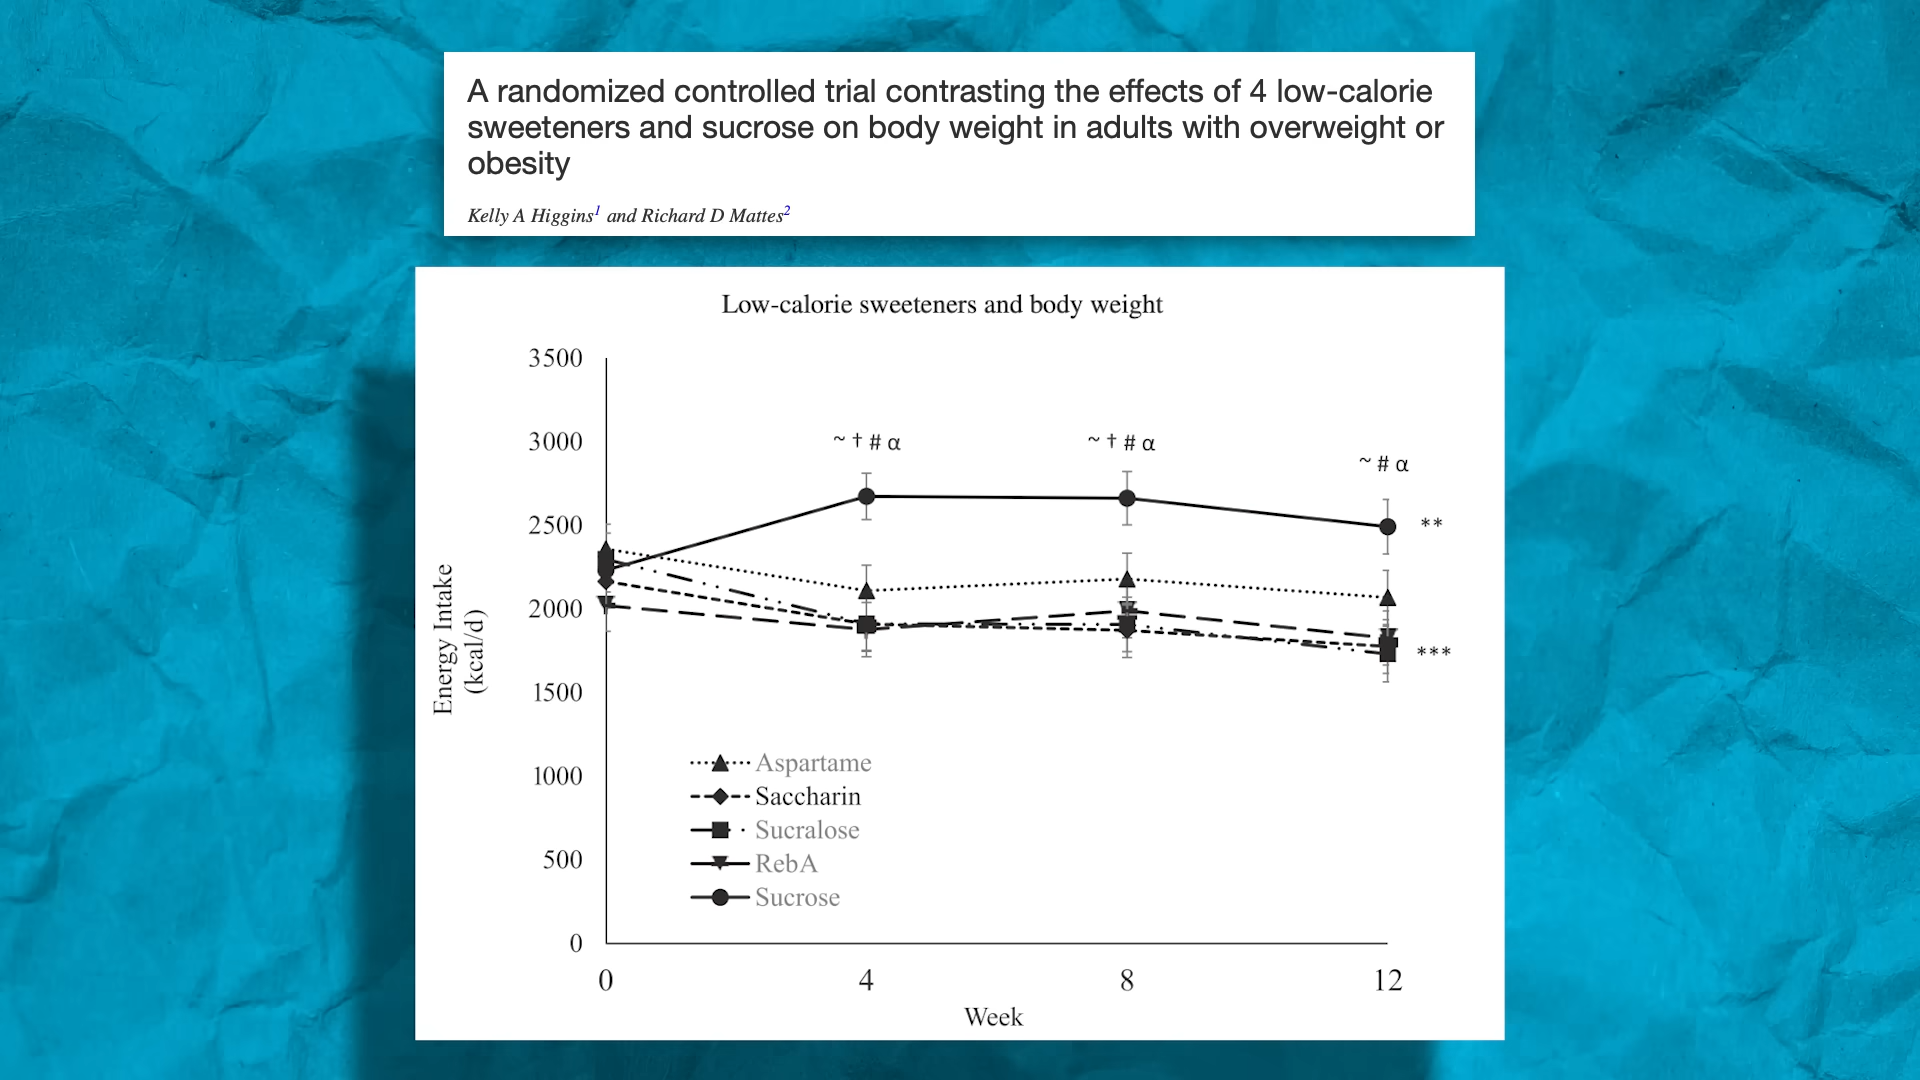 A randomized controlled trial contrasting the effects of 4 low-calorie
sweeteners and sucrose on body weight in adults with overweight or
obesity
Kelly A Higgins1 and Richard D Mattes2
Low-calorie sweeteners and body weight
3500
3000
2500
2000
1500
1000
500
0
Energy Intake
(kcal/d)
~ † # α
~ † # α
~ # α
**
***
Aspartame
Saccharin
Sucralose
RebA
Sucrose
0 4 8 12
Week